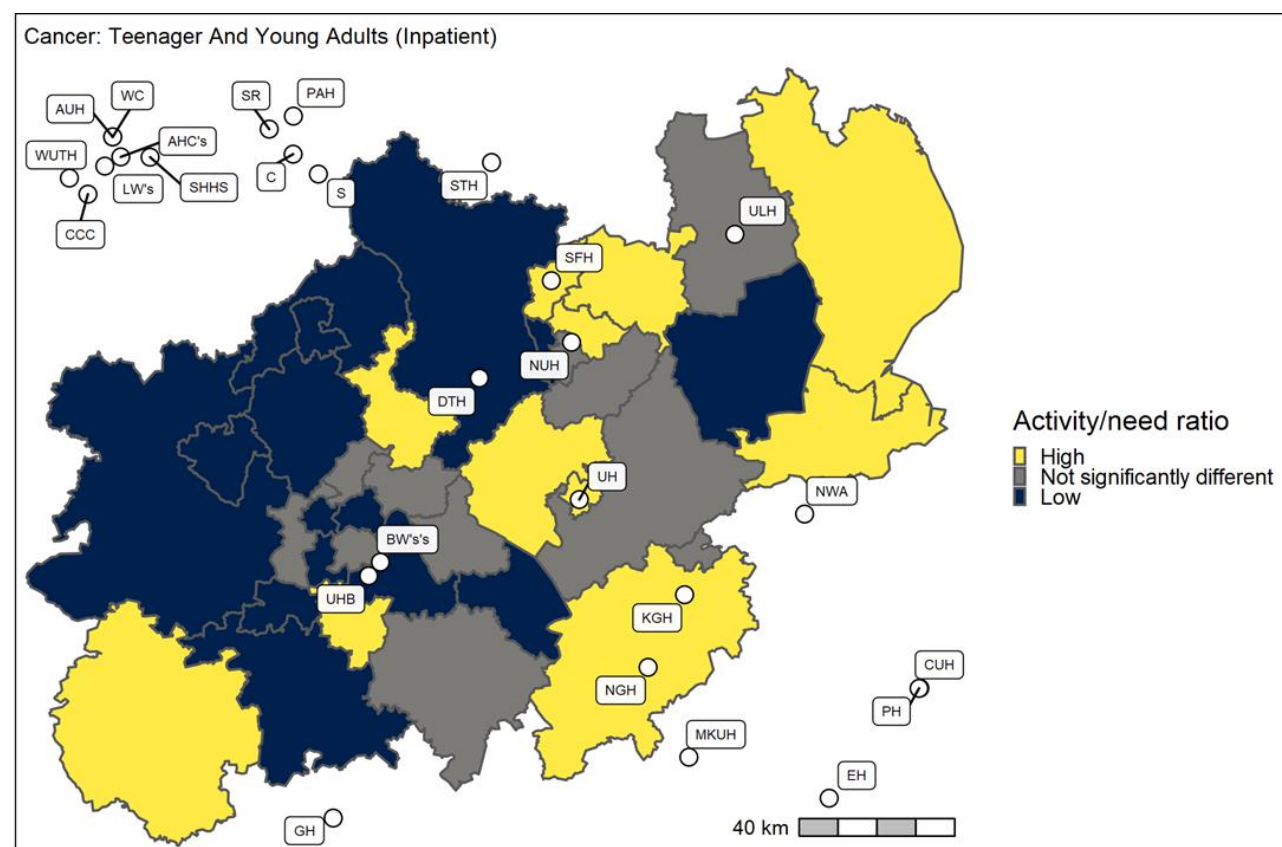 Cancer: Teenager And Young Adults (Inpatient)
WC
AUH
SR
PAH
AHC's
WUTH
C
S
LW's
SHHS
STH
CCC
ULH
SFH
NUH
DTH
UH
NWA
BW's's
UHB
KGH
NGH
CUH
PH
MKUH
EH
GH
40 km
Activity/need ratio
High
Not significantly different
Low